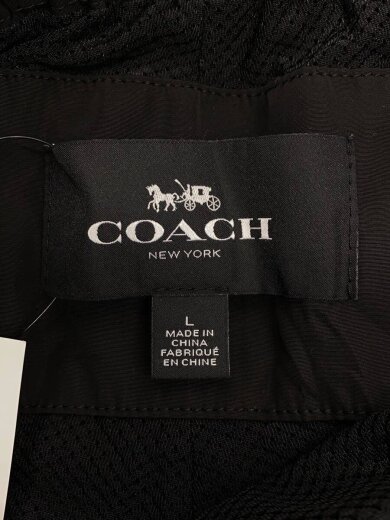 COACH
NEW YORK
L
MADE IN
CHINA
FABRIQUÉ
EN CHINE